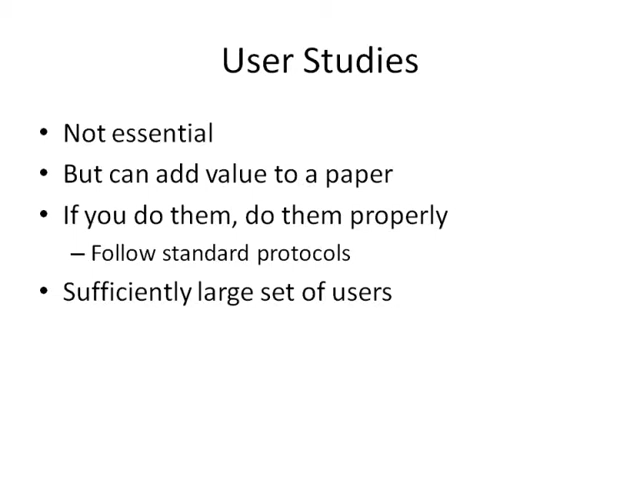 User Studies
• Not essential
• But can add value to a paper
• If you do them, do them properly
– Follow standard protocols
• Sufficiently large set of users